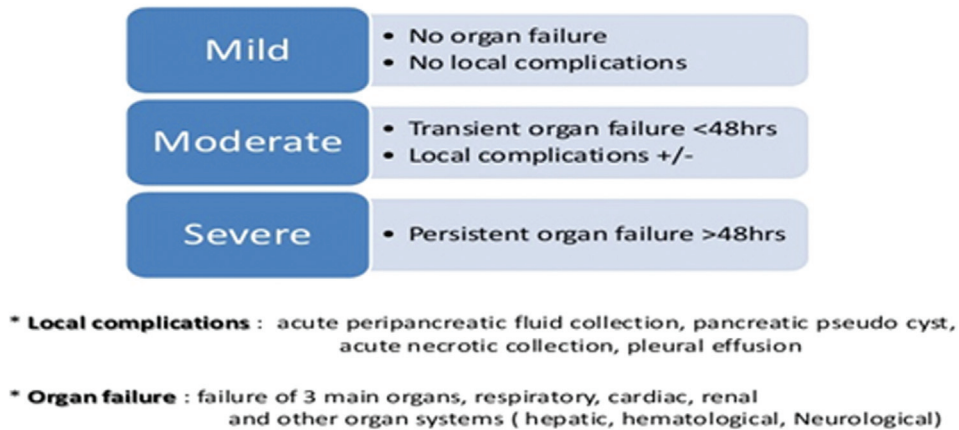 Mild
• No organ failure
• No local complications
Moderate
• Transient organ failure <48hrs
• Local complications +/-
Severe
• Persistent organ failure >48hrs
* Local complications : acute peripancreatic fluid collection, pancreatic pseudo cyst,
acute necrotic collection, pleural effusion
* Organ failure : failure of 3 main organs, respiratory, cardiac, renal
and other organ systems ( hepatic, hematological, Neurological)